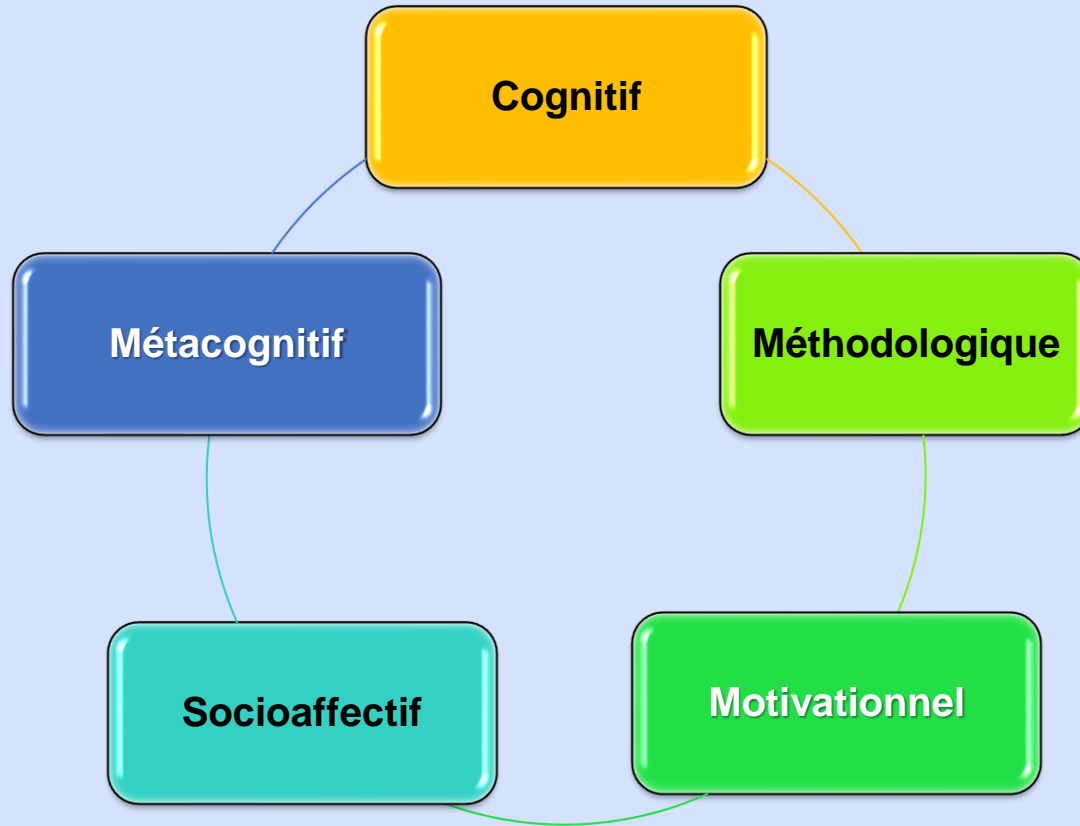 Cognitif
Métacognitif
Méthodologique
Socioaffectif
Motivationnel